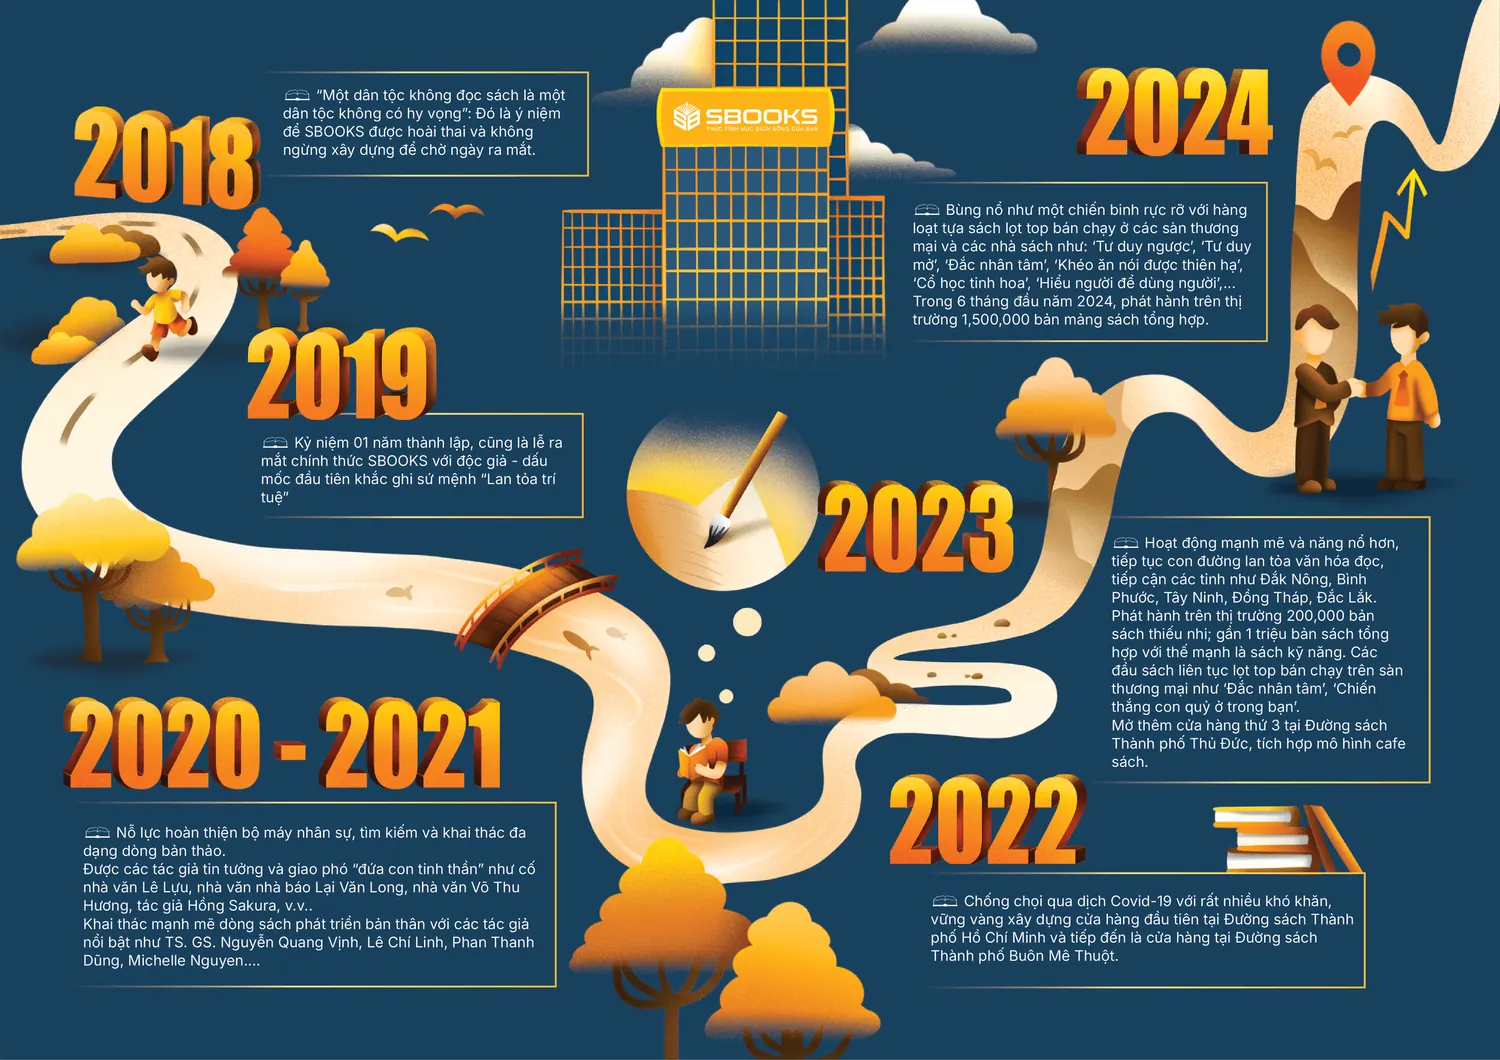 2018
“Một dân tộc không đọc sách là một
dân tộc không có hy vọng”: Đó là ý niệm
để SBOOKS được hoài thai và không
ngừng xây dựng để chờ ngày ra mắt.
SBOOKS
THỨC TỈNH MỤC ĐÍCH SỐNG CỦA BẠN
2019
Kỷ niệm 01 năm thành lập, cũng là lễ ra
mắt chính thức SBOOKS với độc giả - dấu
mốc đầu tiên khắc ghi sứ mệnh “Lan tỏa trí
tuệ”
2020 - 2021
Nỗ lực hoàn thiện bộ máy nhân sự, tìm kiếm và khai thác đa
dạng dòng bản thảo.
Được các tác giả tin tưởng và giao phó “đứa con tinh thần” như cố
nhà văn Lê Lựu, nhà văn nhà báo Lại Văn Long, nhà văn Võ Thu
Hương, tác giả Hồng Sakura, v.v..
Khai thác mạnh mẽ dòng sách phát triển bản thân với các tác giả
nổi bật như TS. GS. Nguyễn Quang Vịnh, Lê Chí Linh, Phan Thanh
Dũng, Michelle Nguyen....
2022
Chống chọi qua dịch Covid-19 với rất nhiều khó khăn,
vững vàng xây dựng cửa hàng đầu tiên tại Đường sách Thành
phố Hồ Chí Minh và tiếp đến là cửa hàng tại Đường sách
Thành phố Buôn Mê Thuột.
2023
Hoạt động mạnh mẽ và năng nổ hơn,
tiếp tục con đường lan tỏa văn hóa đọc,
tiếp cận các tỉnh như Đắk Nông, Bình
Phước, Tây Ninh, Đồng Tháp, Đắc Lắk.
Phát hành trên thị trường 200,000 bản
sách thiếu nhi; gần 1 triệu bản sách tổng
hợp với thế mạnh là sách kỹ năng. Các
đầu sách liên tục lọt top bán chạy trên sàn
thương mại như ‘Đắc nhân tâm’, ‘Chiến
thắng con quỷ ở trong bạn’.
Mở thêm cửa hàng thứ 3 tại Đường sách
Thành phố Thủ Đức, tích hợp mô hình cafe
sách.
2024
Bùng nổ như một chiến binh rực rỡ với hàng
loạt tựa sách lọt top bán chạy ở các sàn thương
mại và các nhà sách như: ‘Tư duy ngược’, ‘Tư duy
mở’, ‘Đắc nhân tâm’, ‘Khéo ăn nói được thiên hạ’,
‘Cổ học tinh hoa’, ‘Hiểu người để dùng người’,...
Trong 6 tháng đầu năm 2024, phát hành trên thị
trường 1,500,000 bản mảng sách tổng hợp.